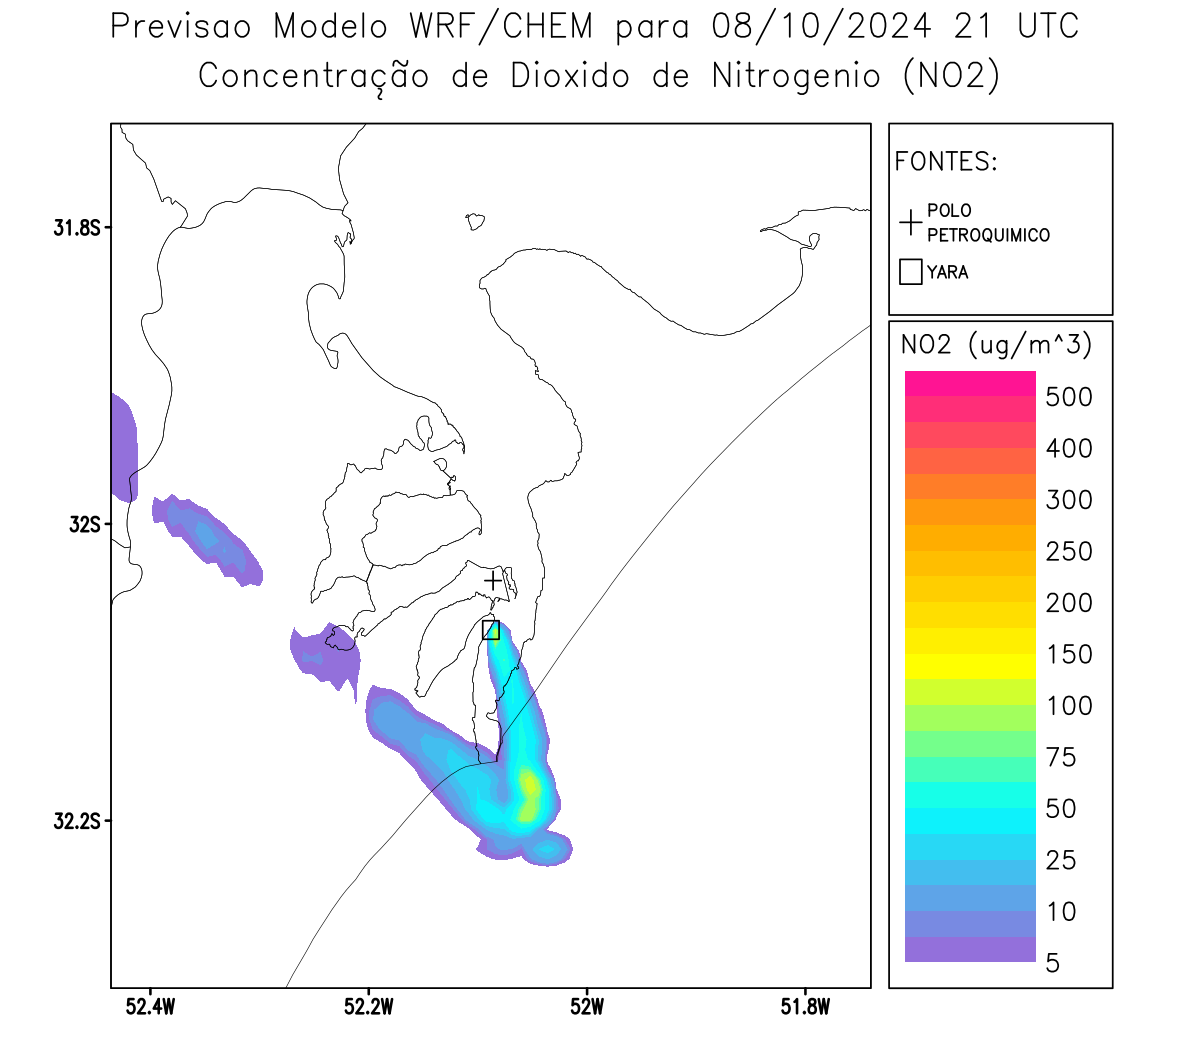 Previsao Modelo WRF/CHEM para 08/10/2024 21 UTC
Concentração de Dioxido de Nitrogenio (NO2)
FONTES:
POLO
PETROQUIMICO
YARA
31.8S
32S
32.2S
52.4W
52.2W
52W
51.8W
NO2 (ug/m^3)
500
400
300
250
200
150
100
75
50
25
10
5